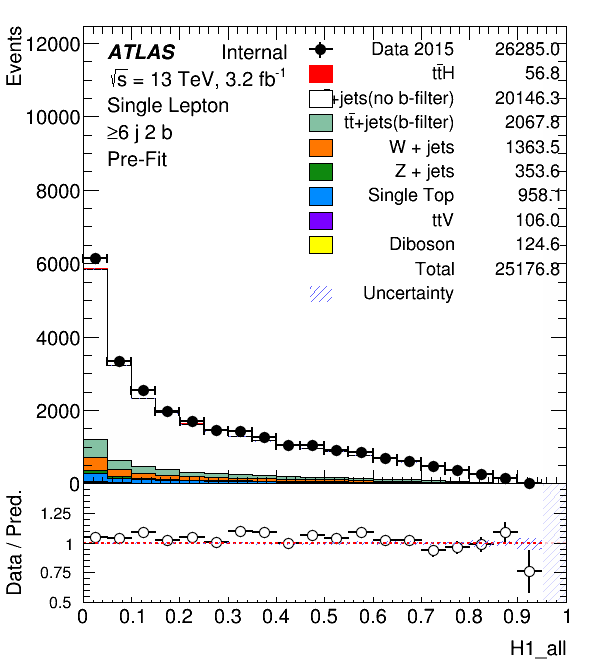 Events
12000
10000
8000
6000
4000
2000
0
ATLAS Internal
√s = 13 TeV, 3.2 fb⁻¹
Single Lepton
≥6 j 2 b
Pre-Fit
Data 2015 26285.0
tt̄H 56.8
+jets(no b-filter) 20146.3
tt̄+jets(b-filter) 2067.8
W + jets 1363.5
Z + jets 353.6
Single Top 958.1
ttV 106.0
Diboson 124.6
Total 25176.8
Uncertainty
Data / Pred.
1.25
1
0.75
0.5
0 0.1 0.2 0.3 0.4 0.5 0.6 0.7 0.8 0.9 1
H1_all